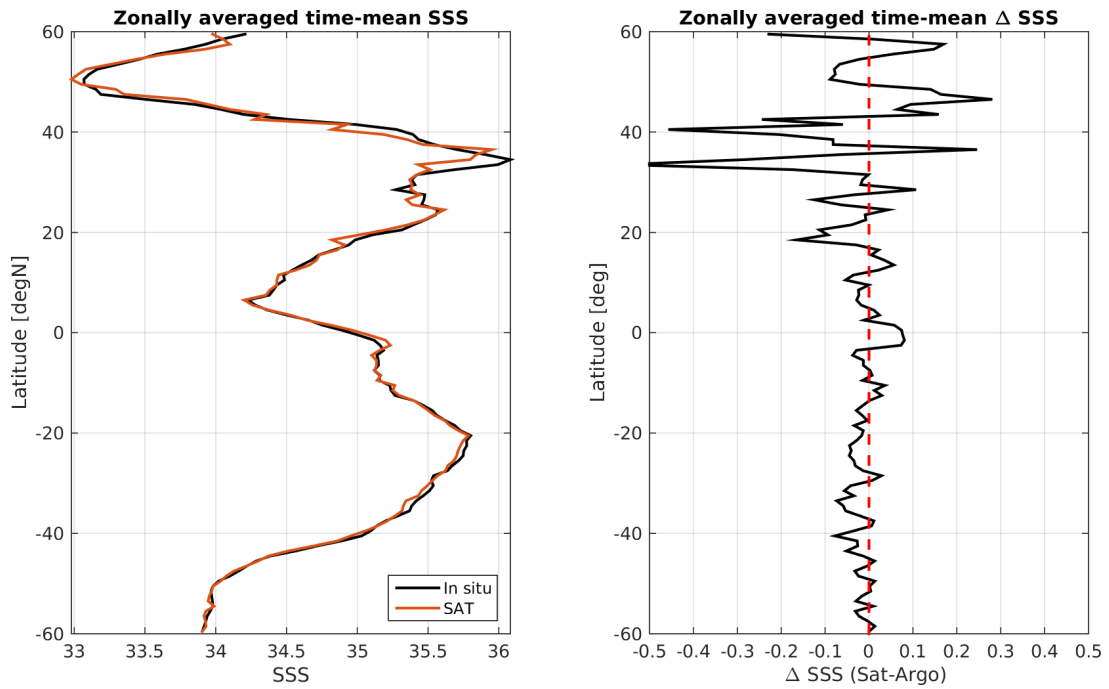 Zonally averaged time-mean SSS
60
40
20
0
-20
-40
-60
Latitude [degN]
33 33.5 34 34.5 35 35.5 36
SSS
In situ
SAT
Zonally averaged time-mean Δ SSS
60
40
20
0
-20
-40
-60
Latitude [deg]
-0.5 -0.4 -0.3 -0.2 -0.1 0 0.1 0.2 0.3 0.4 0.5
Δ SSS (Sat-Argo)